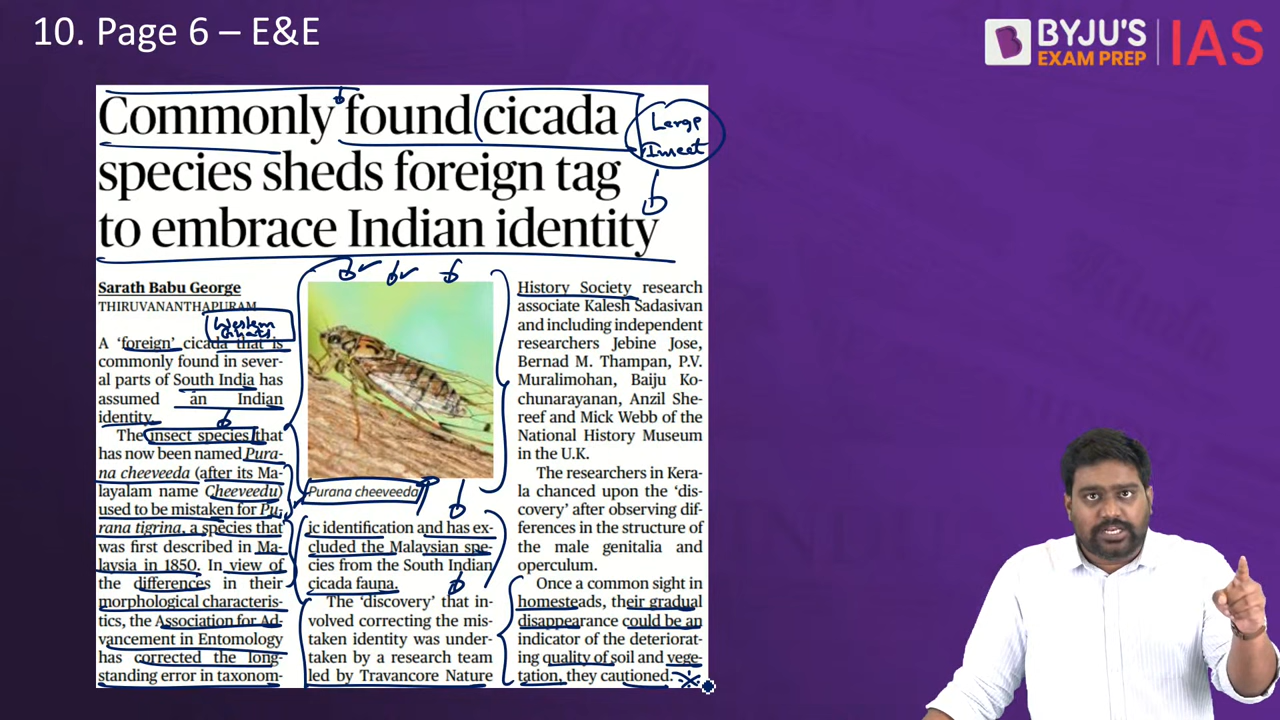 10. Page 6 – E&E
BYJU'S
EXAM PREP
IAS
Commonly found cicada
species sheds foreign tag
to embrace Indian identity
Large
Insect
Sarath Babu George
THIRUVANANTHAPURAM
Western
Ghats
A ‘foreign’ cicada that is
commonly found in sever-
al parts of South India has
assumed an Indian
identity.
The insect species that
has now been named Pura-
na cheeveeda (after its Ma-
layalam name Cheeveedu)
used to be mistaken for Pu-
rana tigrina, a species that
was first described in Ma-
laysia in 1850. In view of
the differences in their
morphological characteris-
tics, the Association for Ad-
vancement in Entomology
has corrected the long-
standing error in taxonom-
Purana cheeveeda
ic identification and has ex-
cluded the Malaysian spe-
cies from the South Indian
cicada fauna.
The ‘discovery’ that in-
volved correcting the mis-
taken identity was under-
taken by a research team
led by Travancore Nature
History Society research
associate Kalesh Sadasivan
and including independent
researchers Jebine Jose,
Bernad M. Thampan, P.V.
Muralimohan, Baiju Ko-
chunarayanan, Anzil She-
reef and Mick Webb of the
National History Museum
in the U.K.
The researchers in Kera-
la chanced upon the ‘dis-
covery’ after observing dif-
ferences in the structure of
the male genitalia and
operculum.
Once a common sight in
homesteads, their gradual
disappearance could be an
indicator of the deteriorat-
ing quality of soil and vege-
tation, they cautioned.